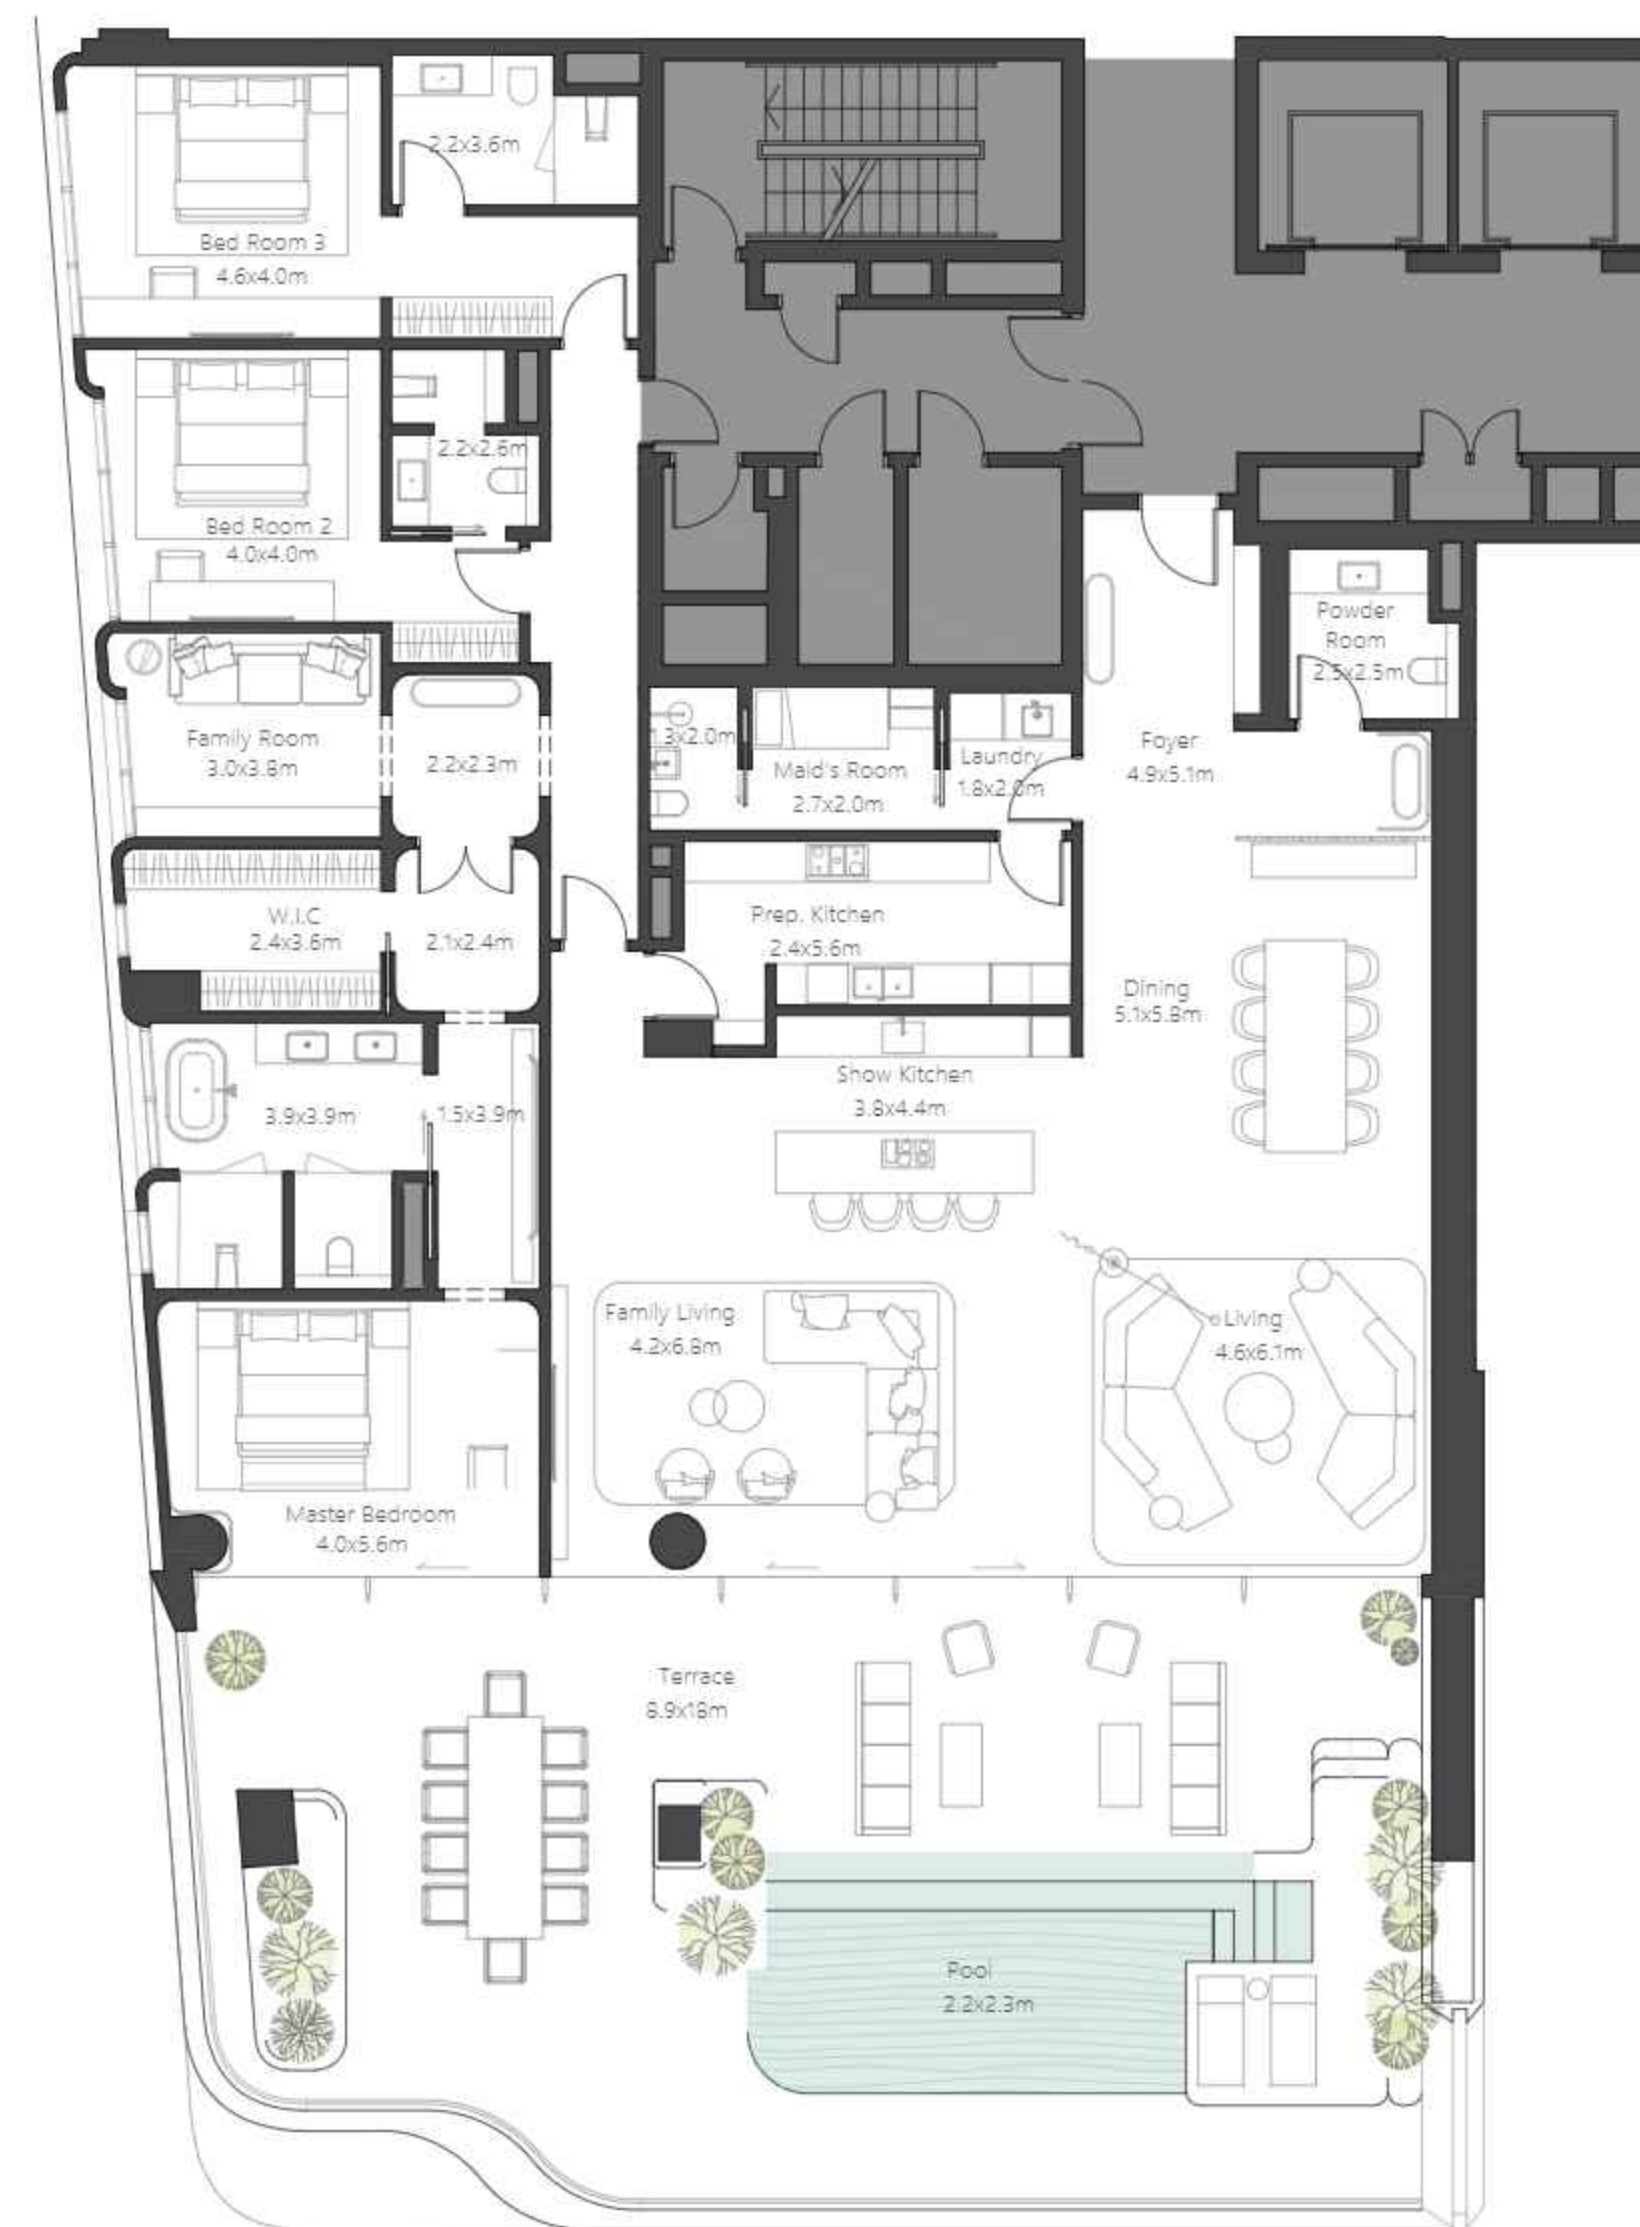 2.2x3.6m
Bed Room 3
4.6x4.0m
2.2x2.6m
Bed Room 2
4.0x4.0m
Powder
Room
2.5x2.5m
Family Room
3.0x3.8m
2.2x2.3m
1.3x2.0m
Maid's Room
2.7x2.0m
Laundry
1.8x2.0m
Foyer
4.9x5.1m
W.I.C
2.4x3.6m
2.1x2.4m
Prep. Kitchen
2.4x5.6m
Dining
5.1x5.8m
Show Kitchen
3.8x4.4m
3.9x3.9m
1.5x3.9m
Family Living
4.2x6.8m
Living
4.6x6.1m
Master Bedroom
4.0x5.6m
Terrace
8.9x18m
Pool
2.2x2.3m